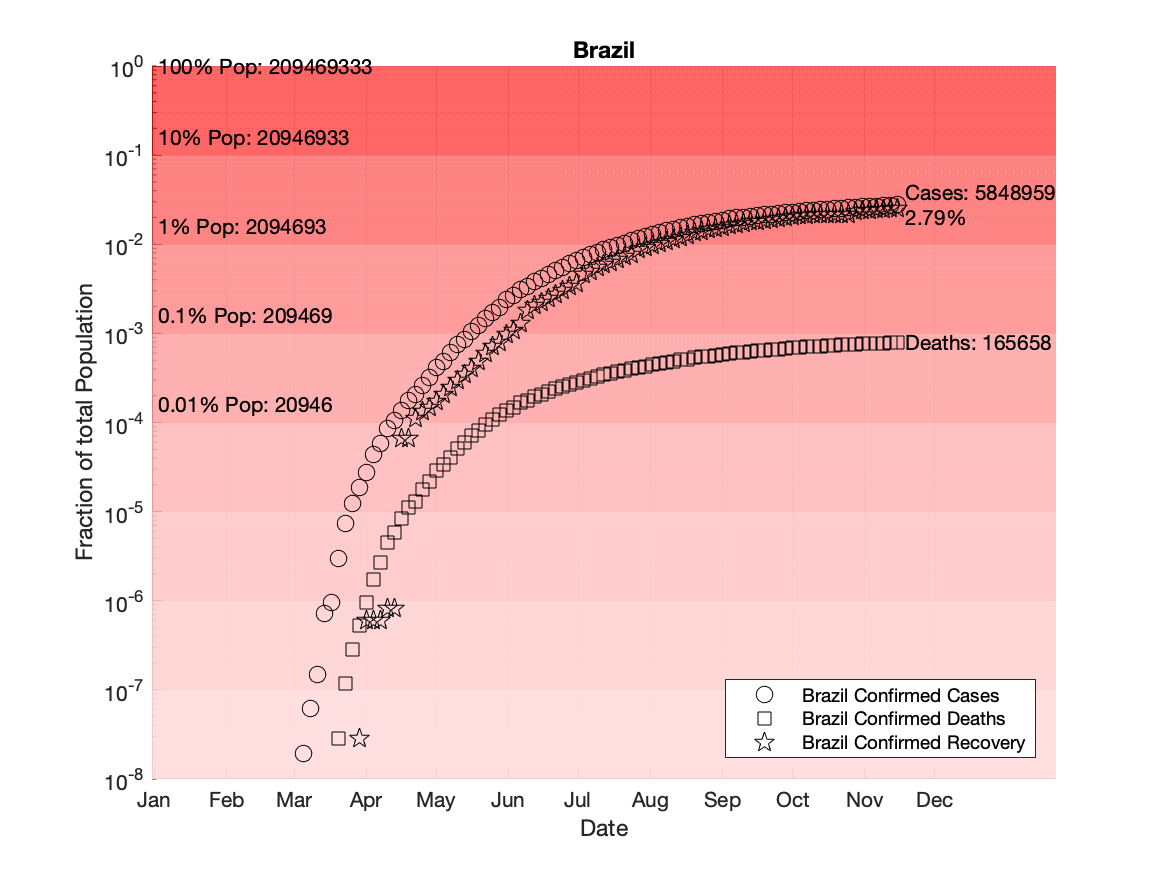 Brazil
10^0
100% Pop: 209469333
10% Pop: 20946933
10^-1
Cases: 5848959
2.79%
1% Pop: 2094693
10^-2
0.1% Pop: 209469
10^-3
Deaths: 165658
0.01% Pop: 20946
10^-4
10^-5
10^-6
10^-7
10^-8
Fraction of total Population
Brazil Confirmed Cases
Brazil Confirmed Deaths
Brazil Confirmed Recovery
Jan Feb Mar Apr May Jun Jul Aug Sep Oct Nov Dec
Date